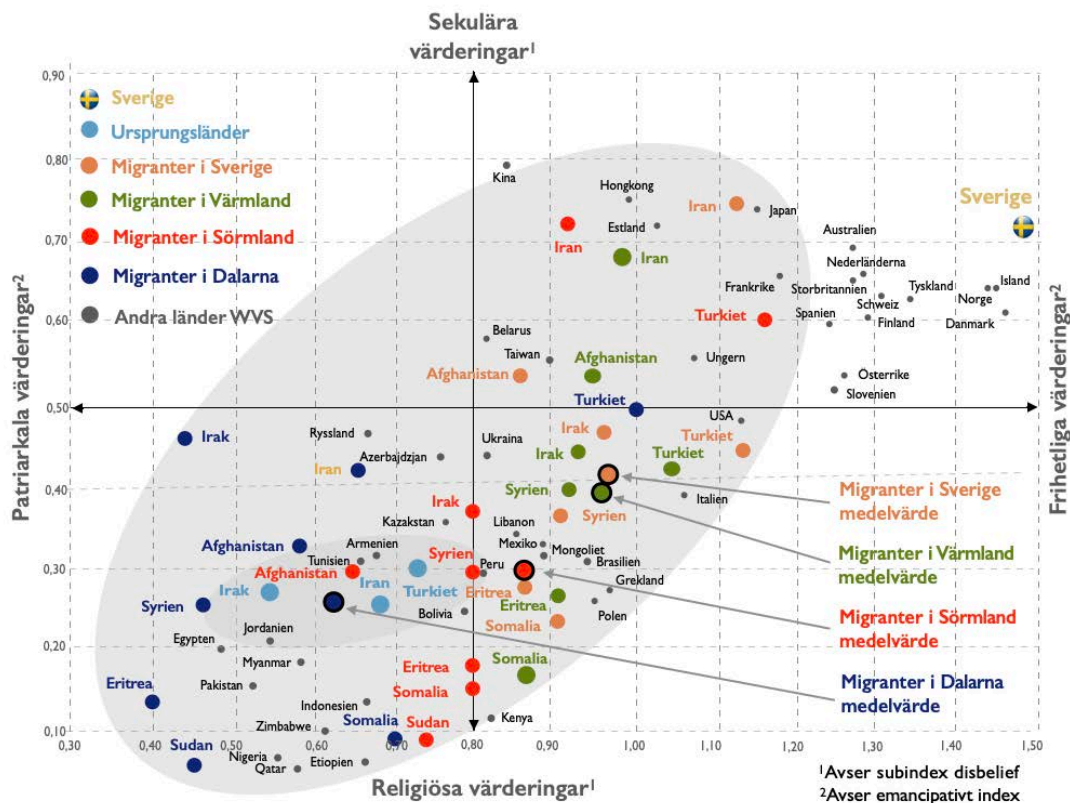 Sekulära
värderingar¹
0,90
Sverige
Ursprungsländer
Migranter i Sverige
Migranter i Värmland
Migranter i Sörmland
Migranter i Dalarna
Andra länder WVS
0,80
0,70
0,60
0,50
0,40
0,30
0,20
0,10
Patriarkala värderingar²
Frihetliga värderingar²
Kina
Hongkong
Iran
Japan
Sverige
Estland
Iran
Iran
Australien
Nederländerna
Frankrike
Storbritannien
Schweiz
Tyskland
Norge
Island
Spanien
Finland
Danmark
Turkiet
Belarus
Taiwan
Afghanistan
Afghanistan
Ungern
Österrike
Slovenien
Turkiet
USA
Irak
Ryssland
Ukraina
Irak
Irak
Turkiet
Turkiet
Iran
Azerbajdzjan
Syrien
Syrien
Italien
Migranter i Sverige
medelvärde
Irak
Kazakstan
Libanon
Afghanistan
Armenien
Mexiko
Mongoliet
Migranter i Värmland
medelvärde
Tunisien
Syrien
Peru
Brasilien
Afghanistan
Iran
Turkiet
Eritrea
Grekland
Irak
Syrien
Bolivia
Eritrea
Polen
Migranter i Sörmland
medelvärde
Somalia
Egypten
Jordanien
Myanmar
Eritrea
Somalia
Eritrea
Pakistan
Somalia
Migranter i Dalarna
medelvärde
Indonesien
Zimbabwe
Somalia
Sudan
Kenya
Sudan
Nigeria
Qatar
Etiopien
0,30
0,40
0,50
0,60
0,70
0,80
0,90
1,00
1,10
1,20
1,30
1,40
1,50
Religiösa värderingar¹
¹Avser subindex disbelief
²Avser emancipativt index